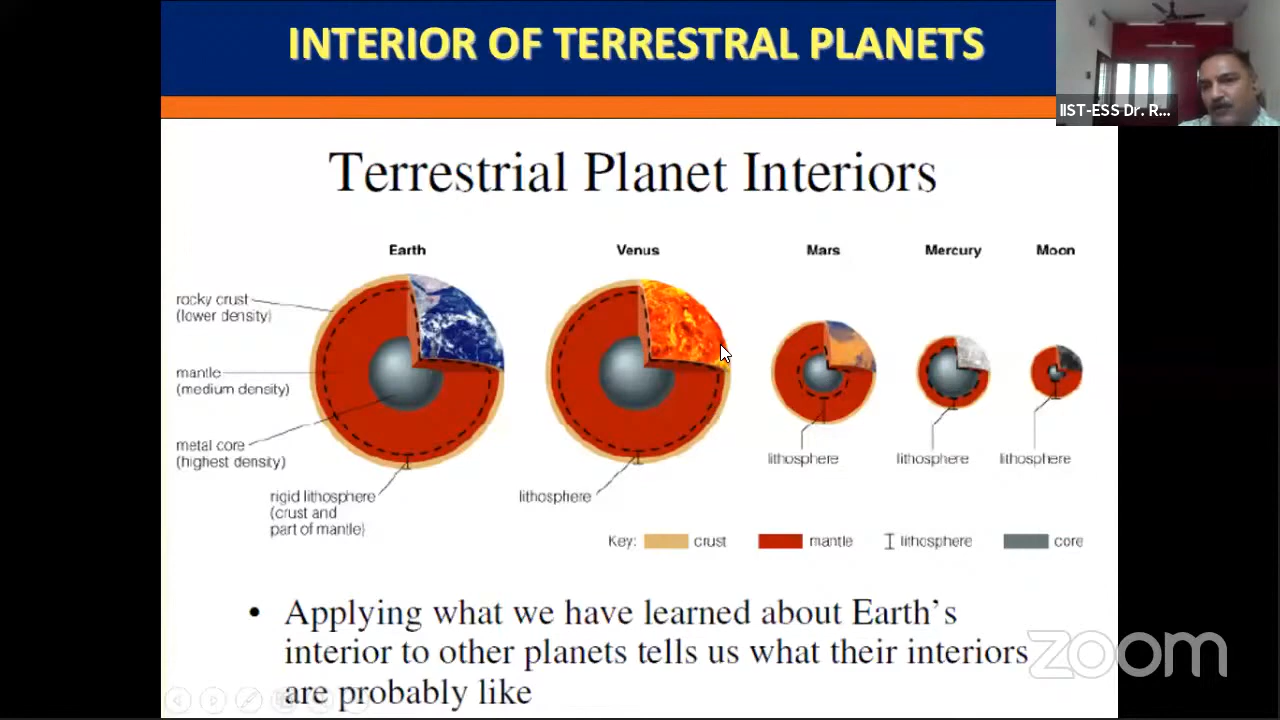 INTERIOR OF TERRESTRAL PLANETS
IIST-ESS Dr. R...
Terrestrial Planet Interiors
Earth
Venus
Mars
Mercury
Moon
rocky crust
(lower density)
mantle
(medium density)
metal core
(highest density)
rigid lithosphere
(crust and
part of mantle)
lithosphere
lithosphere
lithosphere
lithosphere
Key: crust mantle lithosphere core
• Applying what we have learned about Earth's
interior to other planets tells us what their interiors
are probably like
zoom